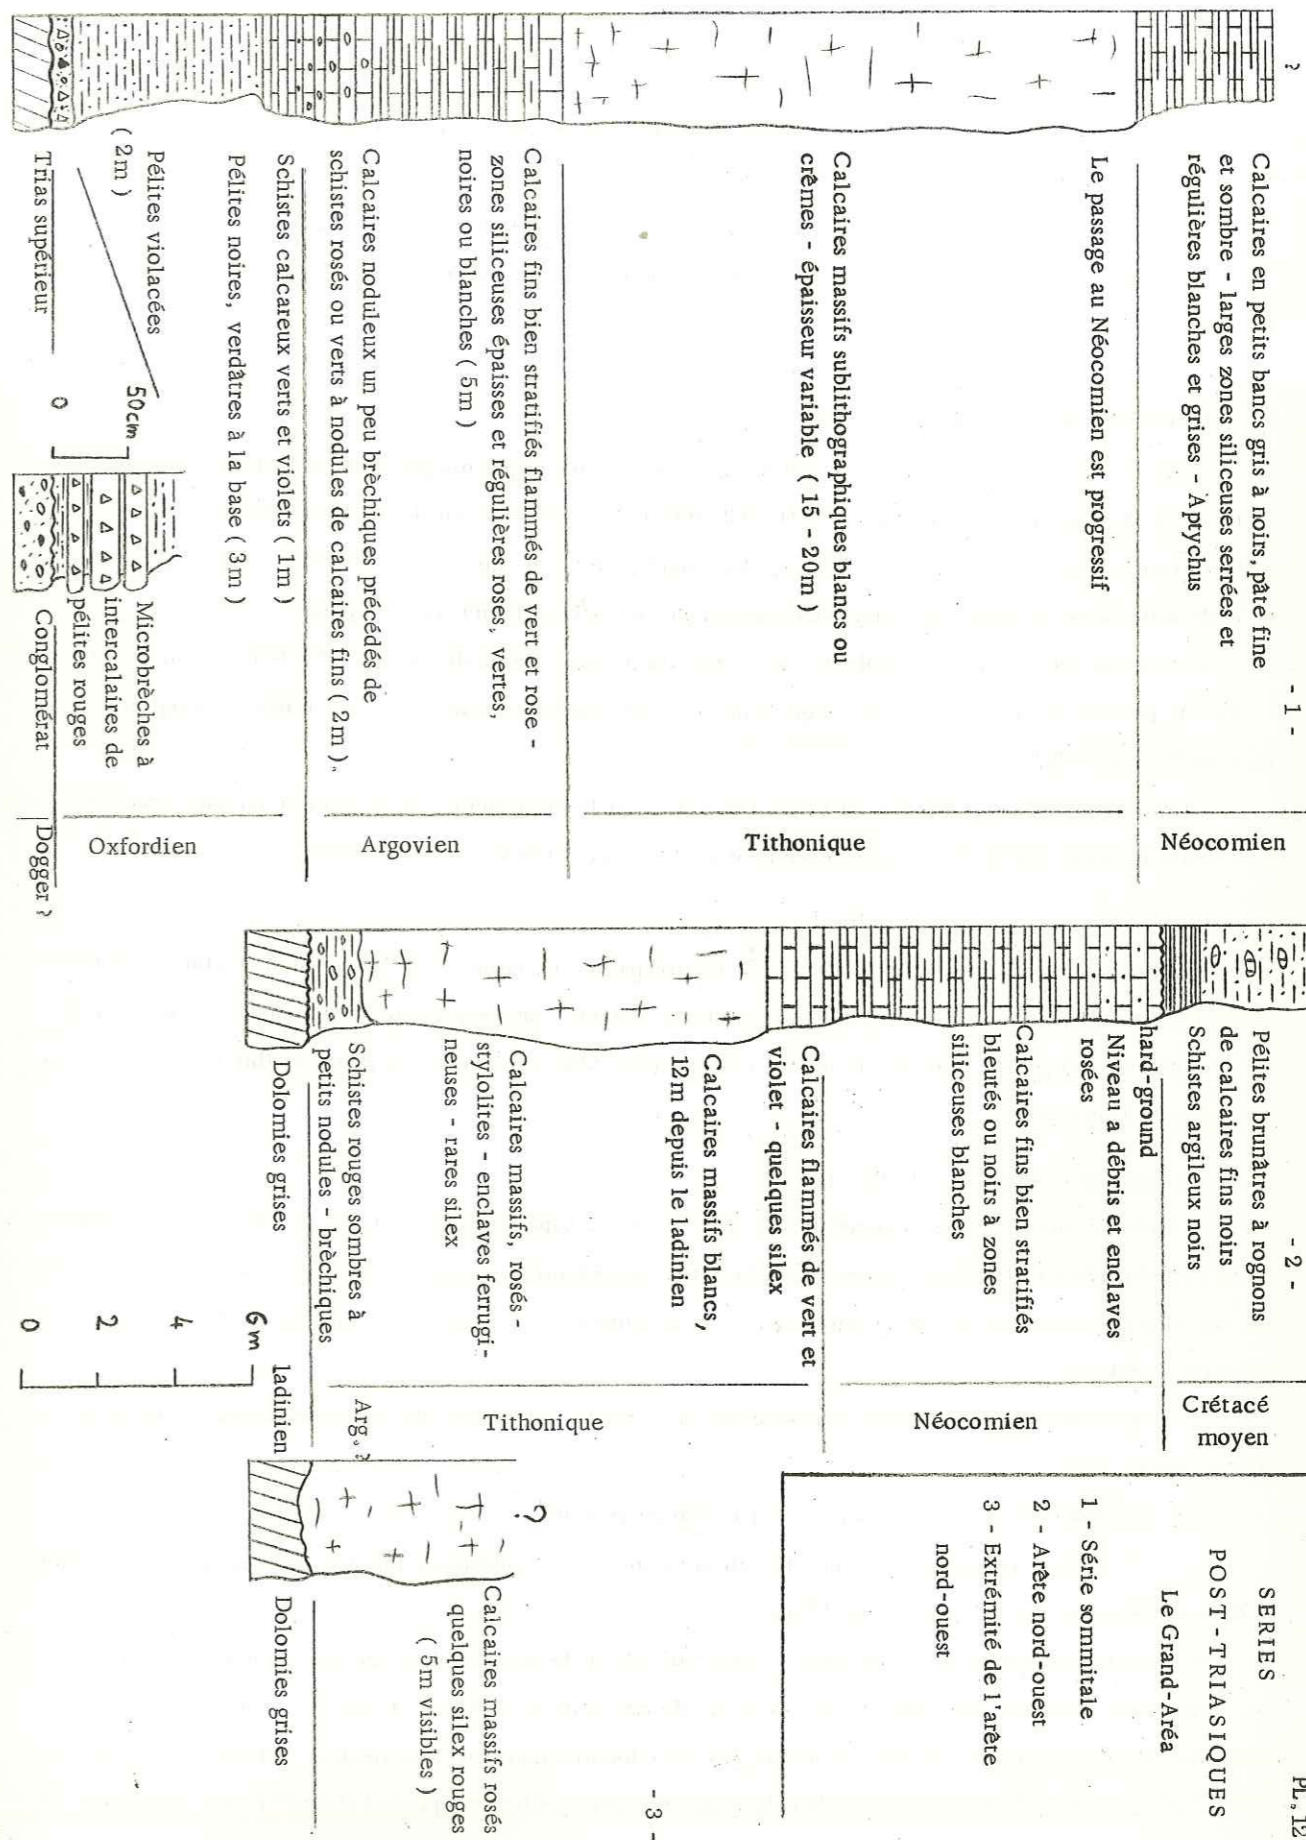 PL. 12
SERIES
POST-TRIASIQUES
Le Grand-Aréa
1 - Série sommitale
2 - Arête nord-ouest
3 - Extrémité de l'arête
nord-ouest
- 1 -
?
Calcaires en petits bancs gris à noirs, pâte fine
et sombre - larges zones siliceuses serrées et
régulières blanches et grises - Aptychus
Néocomien
Le passage au Néocomien est progressif
Calcaires massifs sublithographiques blancs ou
crêmes - épaisseur variable ( 15 - 20m )
Tithonique
Calcaires fins bien stratifiés flammés de vert et rose -
zones siliceuses épaisses et régulières roses, vertes,
noires ou blanches ( 5m )
Calcaires noduleux un peu brèchiques précédés de
schistes rosés ou verts à nodules de calcaires fins ( 2m ).
Argovien
Schistes calcareux verts et violets ( 1m )
Pélites noires, verdâtres à la base ( 3m )
Pélites violacées
( 2m )
Oxfordien
50cm
0
Microbrèches à
intercalaires de
pélites rouges
Conglomérat
Dogger ?
Trias supérieur
- 2 -
Pélites brunâtres à rognons
de calcaires fins noirs
Schistes argileux noirs
Crétacé
moyen
hard-ground
Niveau a débris et enclaves
rosées
Calcaires fins bien stratifiés
bleutés ou noirs à zones
siliceuses blanches
Néocomien
Calcaires flammés de vert et
violet - quelques silex
Calcaires massifs blancs,
12m depuis le ladinien
Calcaires massifs, rosés -
stylolites - enclaves ferrugi-
neuses - rares silex
Tithonique
Schistes rouges sombres à
petits nodules - brèchiques
Arg. ?
Dolomies grises
ladinien
6m
4
2
0
- 3 -
?
Calcaires massifs rosés
quelques silex rouges
( 5m visibles )
Dolomies grises